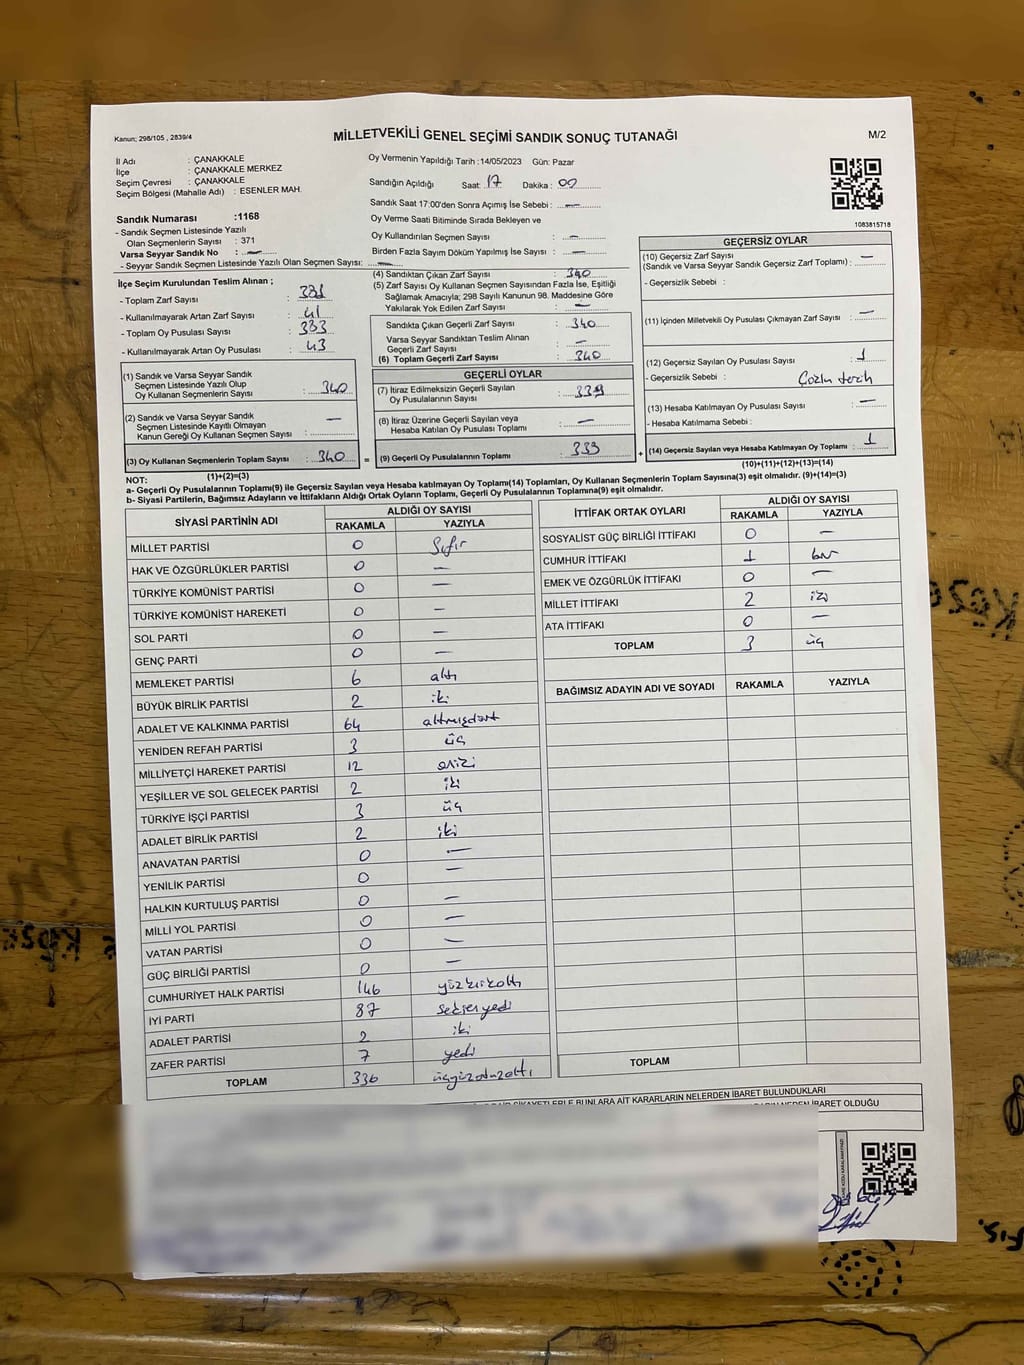 Kanun; 298/105 , 2839/4
MİLLETVEKİLİ GENEL SEÇİMİ SANDIK SONUÇ TUTANAĞI
M/2
İl Adı : ÇANAKKALE
İlçe : ÇANAKKALE MERKEZ
Seçim Çevresi : ÇANAKKALE
Seçim Bölgesi (Mahalle Adı) : ESENLER MAH.
Oy Vermenin Yapıldığı Tarih :14/05/2023 Gün: Pazar
Sandığın Açıldığı Saat: 17 Dakika : 00
Sandık Saat 17:00'den Sonra Açımış İse Sebebi : —
Oy Verme Saati Bitiminde Sırada Bekleyen ve
Oy Kullandırılan Seçmen Sayısı : —
Birden Fazla Sayım Döküm Yapılmış İse Sayısı : —
1083815718
Sandık Numarası :1168
- Sandık Seçmen Listesinde Yazılı
Olan Seçmenlerin Sayısı : 371
Varsa Seyyar Sandık No : —
- Seyyar Sandık Seçmen Listesinde Yazılı Olan Seçmen Sayısı: —
İlçe Seçim Kurulundan Teslim Alınan ;
- Toplam Zarf Sayısı : 381
- Kullanılmayarak Artan Zarf Sayısı : 41
- Toplam Oy Pusulası Sayısı : 383
- Kullanılmayarak Artan Oy Pusulası : 43
(1) Sandık ve Varsa Seyyar Sandık
Seçmen Listesinde Yazılı Olup
Oy Kullanan Seçmenlerin Sayısı : 340
(2) Sandık ve Varsa Seyyar Sandık
Seçmen Listesinde Kayıtlı Olmayan
Kanun Gereği Oy Kullanan Seçmen Sayısı : —
(3) Oy Kullanan Seçmenlerin Toplam Sayısı : 340
(1)+(2)=(3)
(4) Sandıktan Çıkan Zarf Sayısı : 340
(5) Zarf Sayısı Oy Kullanan Seçmen Sayısından Fazla İse, Eşitliği
Sağlamak Amacıyla; 298 Sayılı Kanunun 98. Maddesine Göre
Yakılarak Yok Edilen Zarf Sayısı : —
Sandıkta Çıkan Geçerli Zarf Sayısı : 340
Varsa Seyyar Sandıktan Teslim Alınan
Geçerli Zarf Sayısı : —
(6) Toplam Geçerli Zarf Sayısı : 340
GEÇERLİ OYLAR
(7) İtiraz Edilmeksizin Geçerli Sayılan
Oy Pusulalarının Sayısı : 339
(8) İtiraz Üzerine Geçerli Sayılan veya
Hesaba Katılan Oy Pusulası Toplamı : —
= (9) Geçerli Oy Pusulalarının Toplamı : 339
GEÇERSİZ OYLAR
(10) Geçersiz Zarf Sayısı
(Sandık ve Varsa Seyyar Sandık Geçersiz Zarf Toplamı) : —
- Geçersizlik Sebebi :
(11) İçinden Milletvekili Oy Pusulası Çıkmayan Zarf Sayısı : —
(12) Geçersiz Sayılan Oy Pusulası Sayısı : 1
- Geçersizlik Sebebi : Çoklu tercih
(13) Hesaba Katılmayan Oy Pusulası Sayısı : —
- Hesaba Katılmama Sebebi :
+ (14) Geçersiz Sayılan veya Hesaba Katılmayan Oy Toplamı : 1
(10)+(11)+(12)+(13)=(14)
NOT:
a- Geçerli Oy Pusulalarının Toplamı(9) ile Geçersiz Sayılan veya Hesaba katılmayan Oy Toplamı(14) Toplamları, Oy Kullanan Seçmenlerin Toplam Sayısına(3) eşit olmalıdır. (9)+(14)=(3)
b- Siyasi Partilerin, Bağımsız Adayların ve İttifakların Aldığı Ortak Oyların Toplamı, Geçerli Oy Pusulalarının Toplamına(9) eşit olmalıdır.
SİYASİ PARTİNİN ADI ALDIĞI OY SAYISI
RAKAMLA YAZIYLA
MİLLET PARTİSİ 0 Sıfır
HAK VE ÖZGÜRLÜKLER PARTİSİ 0 —
TÜRKİYE KOMÜNİST PARTİSİ 0 —
TÜRKİYE KOMÜNİST HAREKETİ 0 —
SOL PARTİ 0 —
GENÇ PARTİ 0 —
MEMLEKET PARTİSİ 6 altı
BÜYÜK BİRLİK PARTİSİ 2 iki
ADALET VE KALKINMA PARTİSİ 64 altmışdört
YENİDEN REFAH PARTİSİ 3 üç
MİLLİYETÇİ HAREKET PARTİSİ 12 oniki
YEŞİLLER VE SOL GELECEK PARTİSİ 2 iki
TÜRKİYE İŞÇİ PARTİSİ 3 üç
ADALET BİRLİK PARTİSİ 2 iki
ANAVATAN PARTİSİ 0 —
YENİLİK PARTİSİ 0 —
HALKIN KURTULUŞ PARTİSİ 0 —
MİLLİ YOL PARTİSİ 0 —
VATAN PARTİSİ 0 —
GÜÇ BİRLİĞİ PARTİSİ 0 —
CUMHURİYET HALK PARTİSİ 146 yüzkırkaltı
İYİ PARTİ 87 seksenyedi
ADALET PARTİSİ 2 iki
ZAFER PARTİSİ 7 yedi
TOPLAM 336 üçyüzotuzaltı
İTTİFAK ORTAK OYLARI ALDIĞI OY SAYISI
RAKAMLA YAZIYLA
SOSYALİST GÜÇ BİRLİĞİ İTTİFAKI 0 —
CUMHUR İTTİFAKI 1 bir
EMEK VE ÖZGÜRLÜK İTTİFAKI 0 —
MİLLET İTTİFAKI 2 iki
ATA İTTİFAKI 0 —
TOPLAM 3 üç
BAĞIMSIZ ADAYIN ADI VE SOYADI RAKAMLA YAZIYLA
TOPLAM
ŞİKAYETLERLE BUNLARA AİT KARARLARIN NELERDEN İBARET BULUNDUKLARI
İBARET OLDUĞU